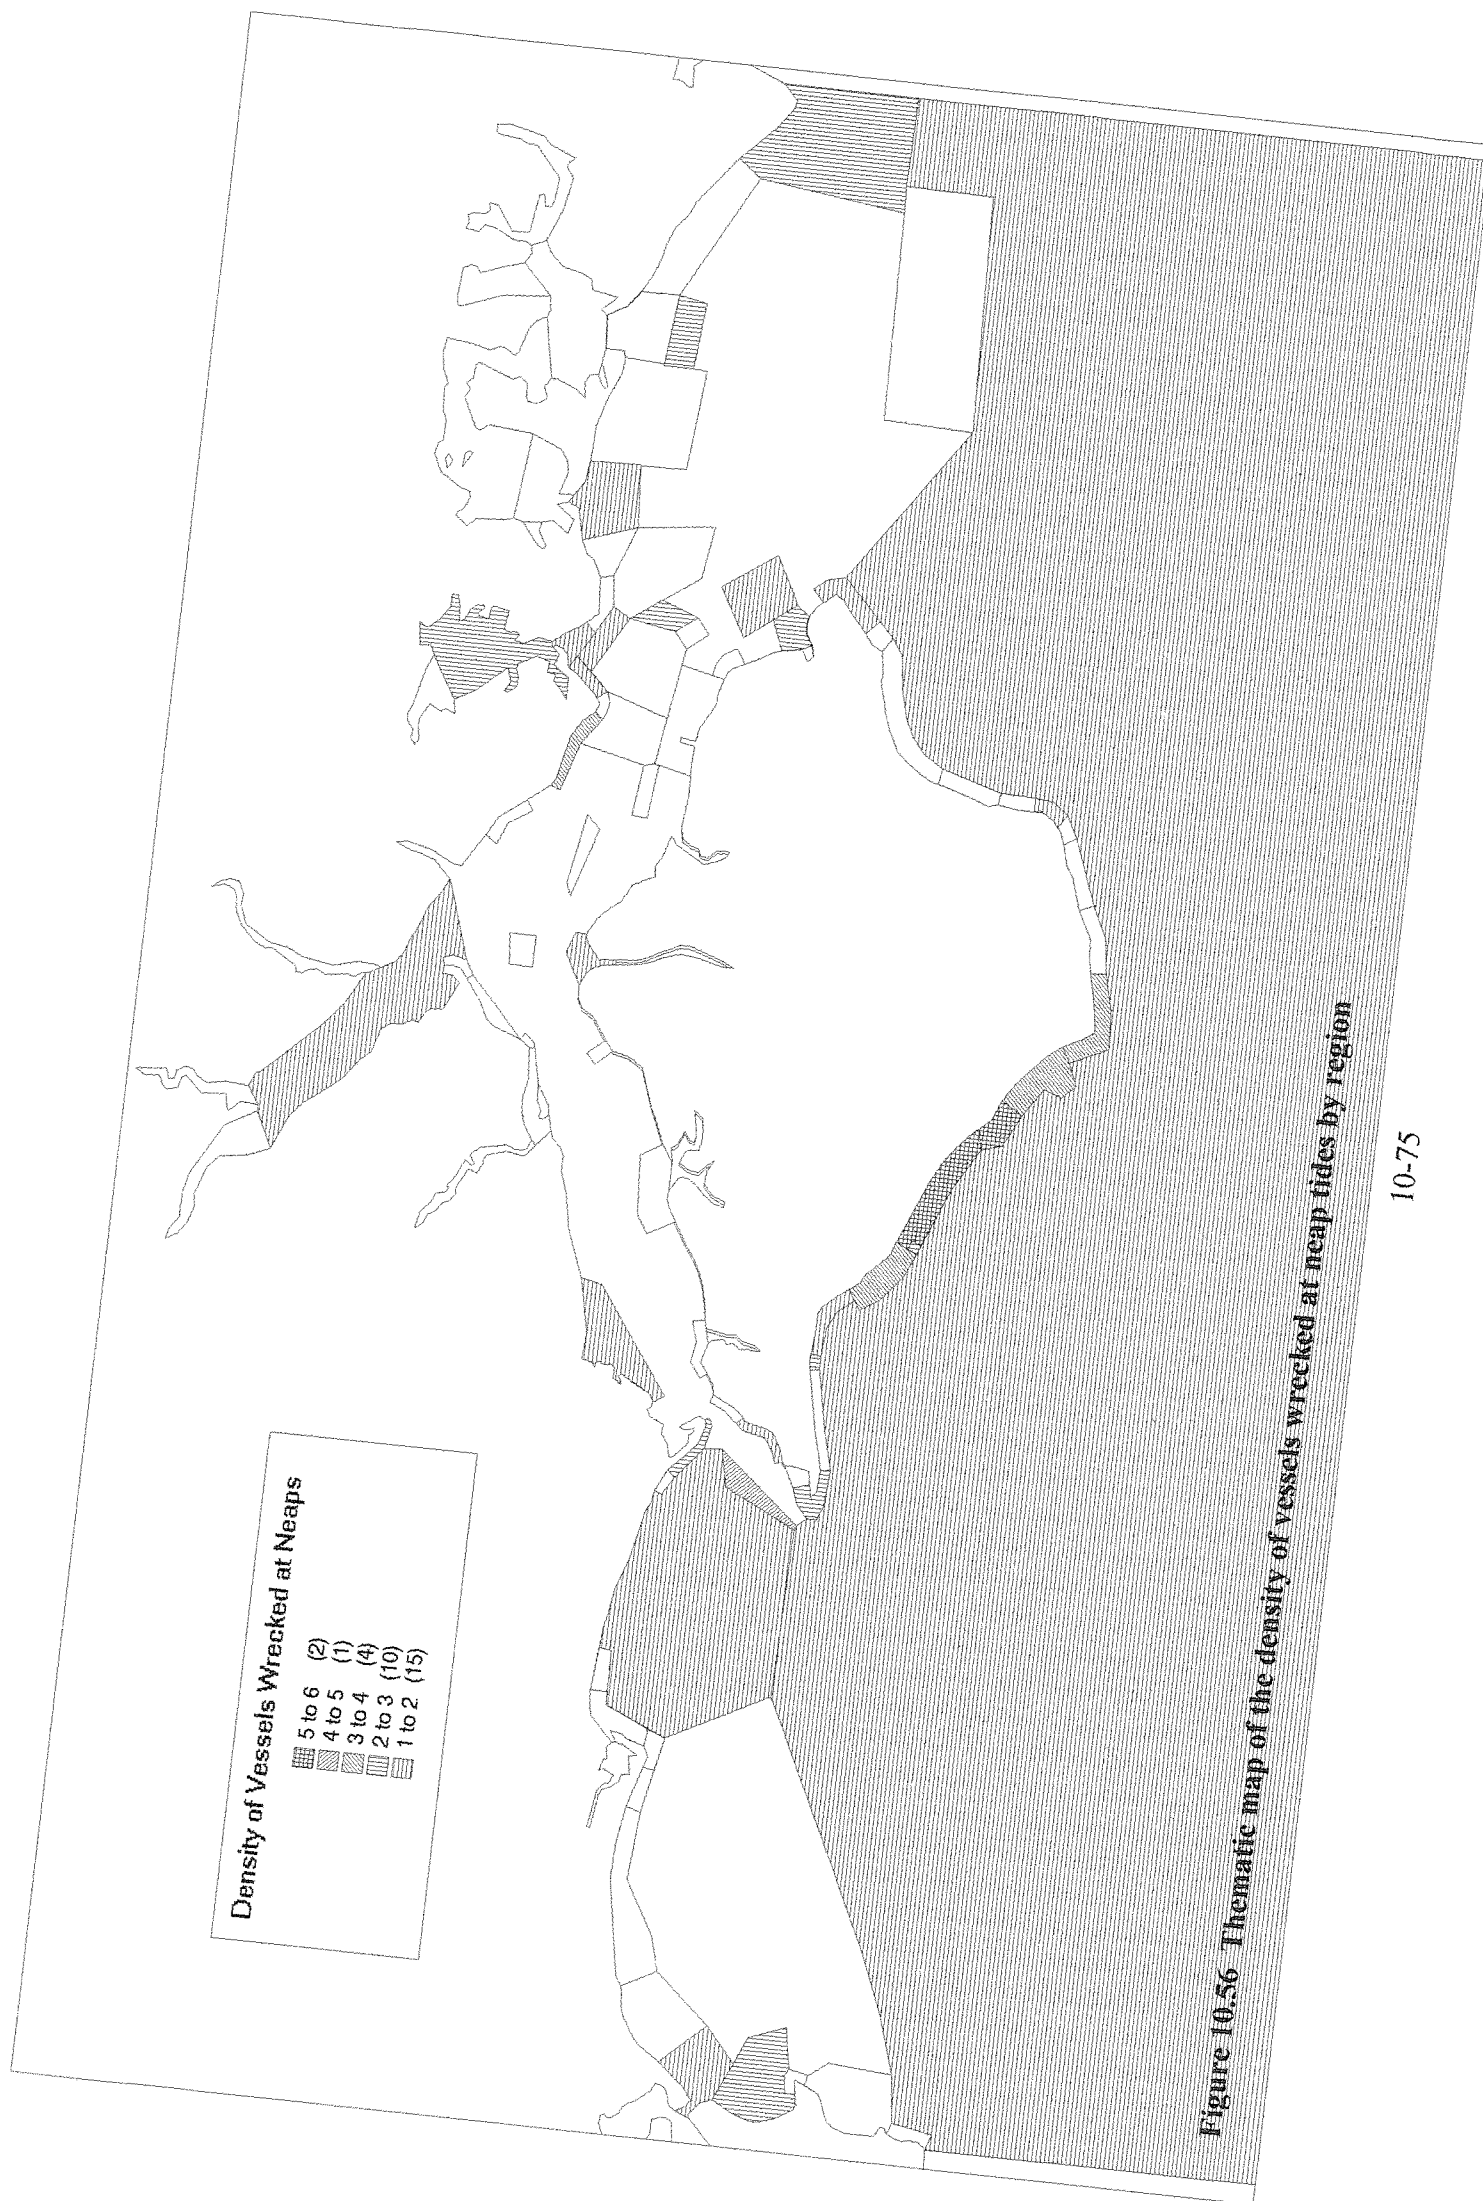 Density of Vessels Wrecked at Neaps
5 to 6 (2)
4 to 5 (1)
3 to 4 (4)
2 to 3 (10)
1 to 2 (15)
Figure 10.56 Thematic map of the density of vessels wrecked at neap tides by region
10-75